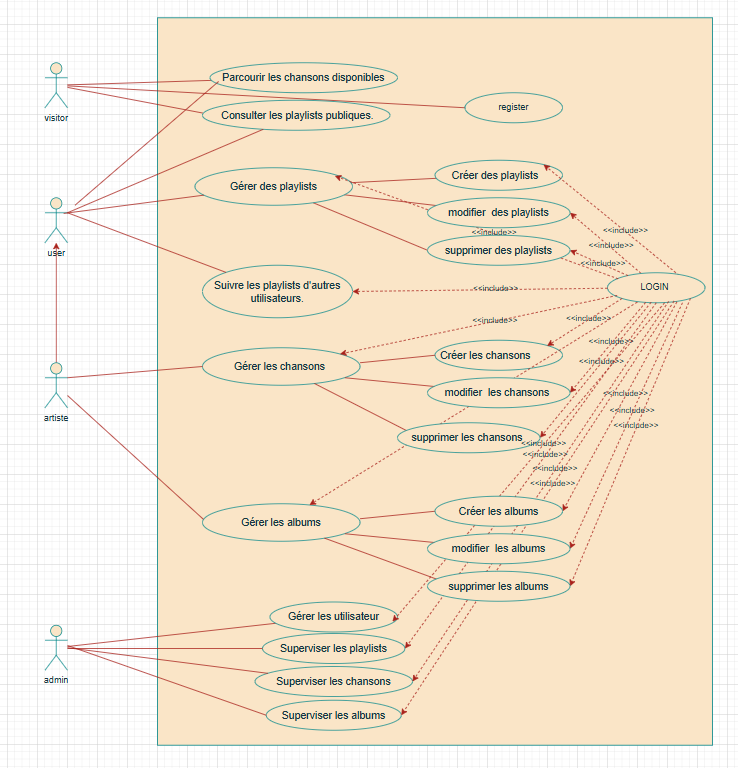 Parcourir les chansons disponibles
visitor
register
Consulter les playlists publiques.
Créer des playlists
Gérer des playlists
modifier  des playlists
<<include>>
<<include>>
<<include>>
user
supprimer des playlists
<<include>>
Suivre les playlists d'autres
utilisateurs.
<<include>>
LOGIN
<<include>>
<<include>>
<<include>>
Créer les chansons
Gérer les chansons
<<include>>
modifier  les chansons
<<include>>
artiste
<<include>>
<<include>>
supprimer les chansons
<<include>>
<<include>>
<<include>>
<<include>>
Créer les albums
Gérer les albums
modifier  les albums
supprimer les albums
Gérer les utilisateur
Superviser les playlists
admin
Superviser les chansons
Superviser les albums